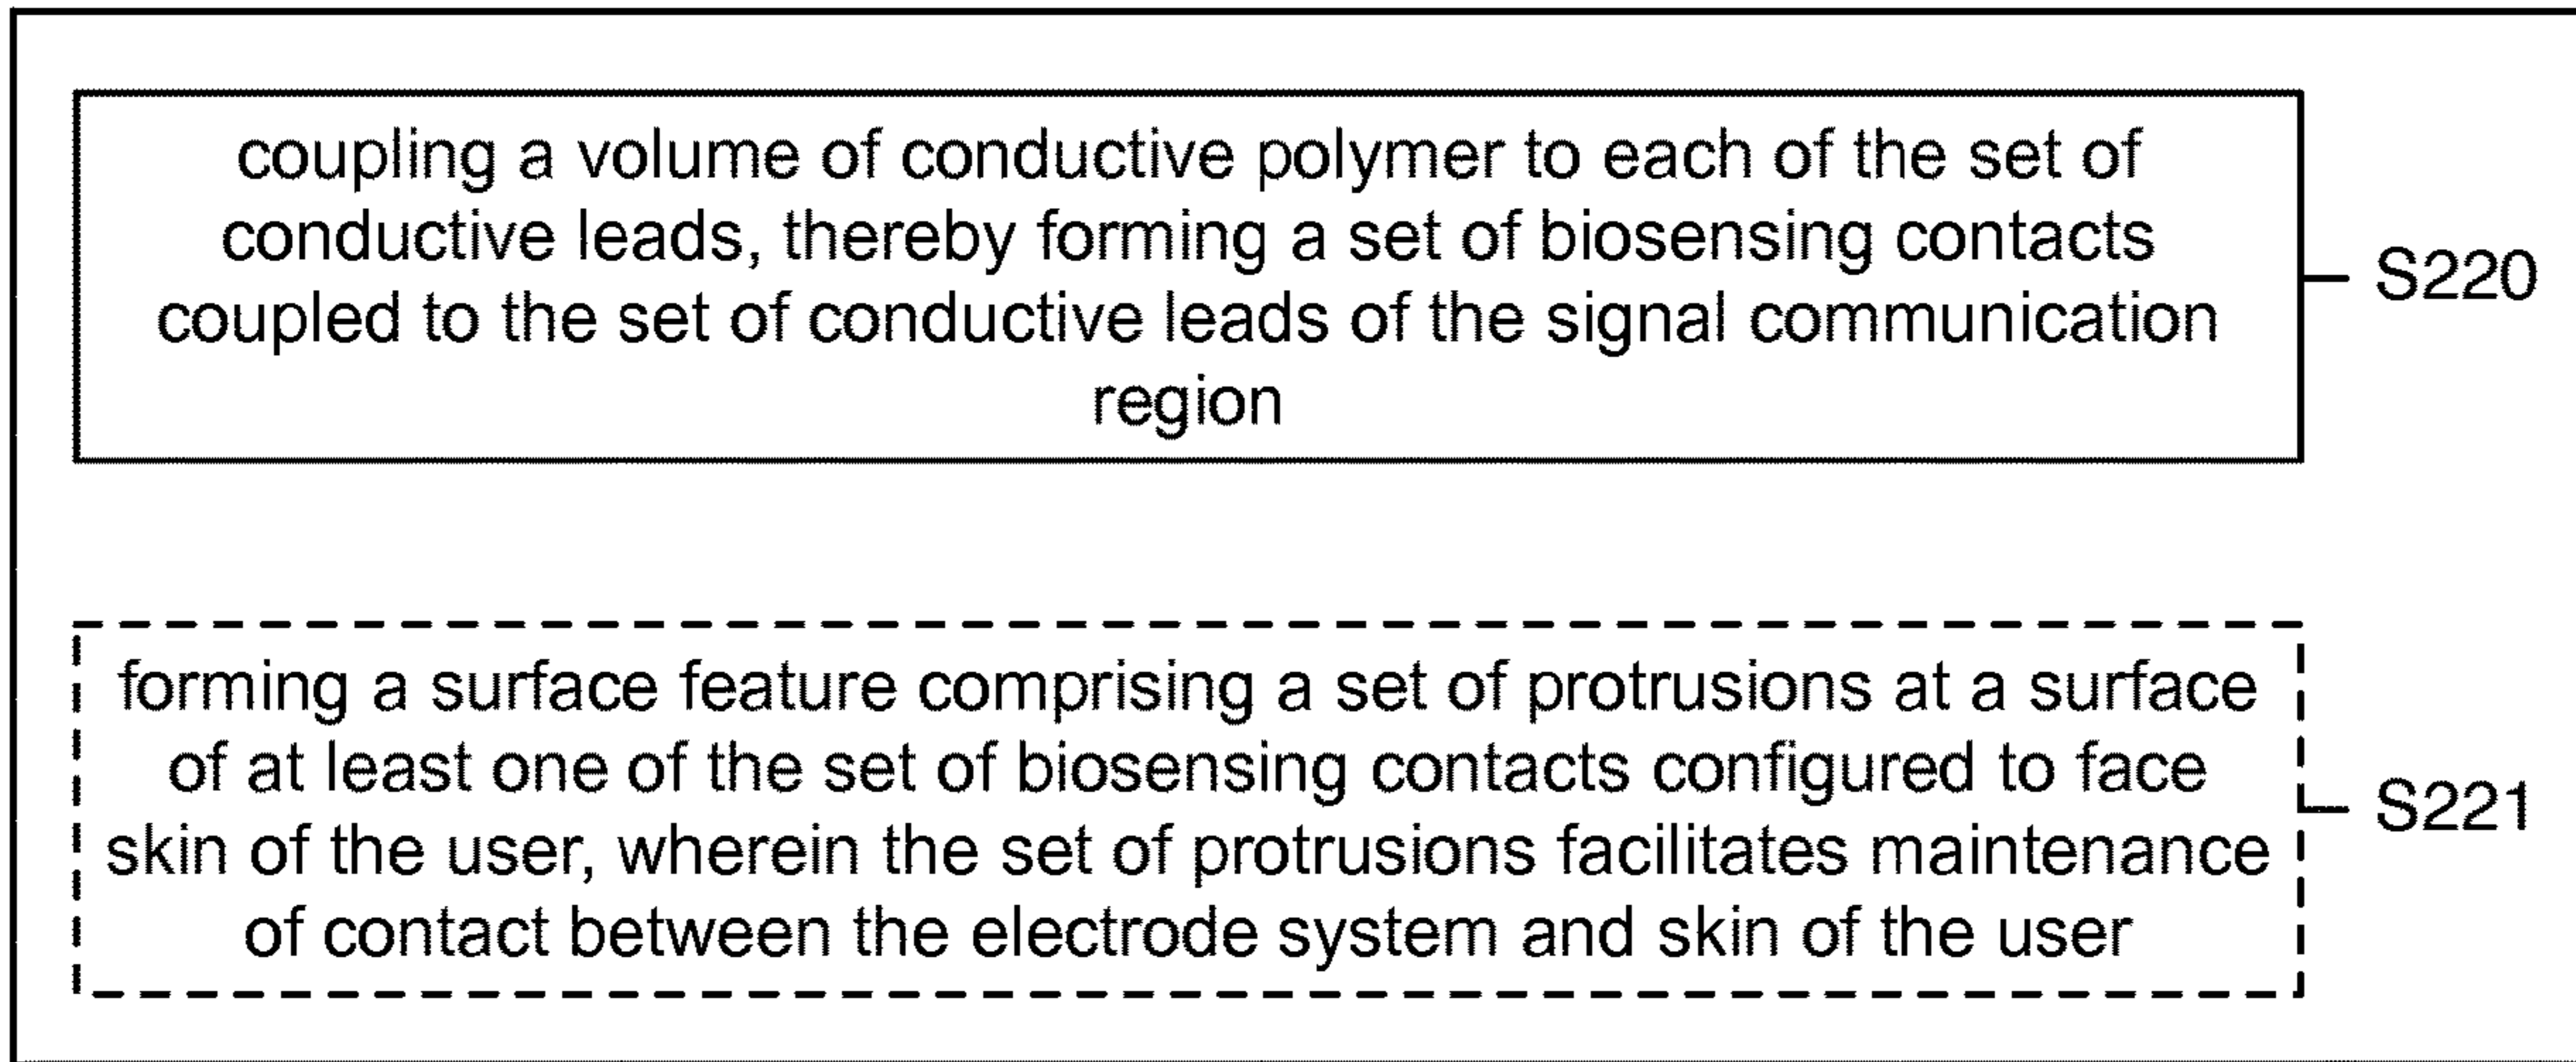 coupling a volume of conductive polymer to each of the set of
conductive leads, thereby forming a set of biosensing contacts
coupled to the set of conductive leads of the signal communication
region
S220
forming a surface feature comprising a set of protrusions at a surface
of at least one of the set of biosensing contacts configured to face
skin of the user, wherein the set of protrusions facilitates maintenance
of contact between the electrode system and skin of the user
S221